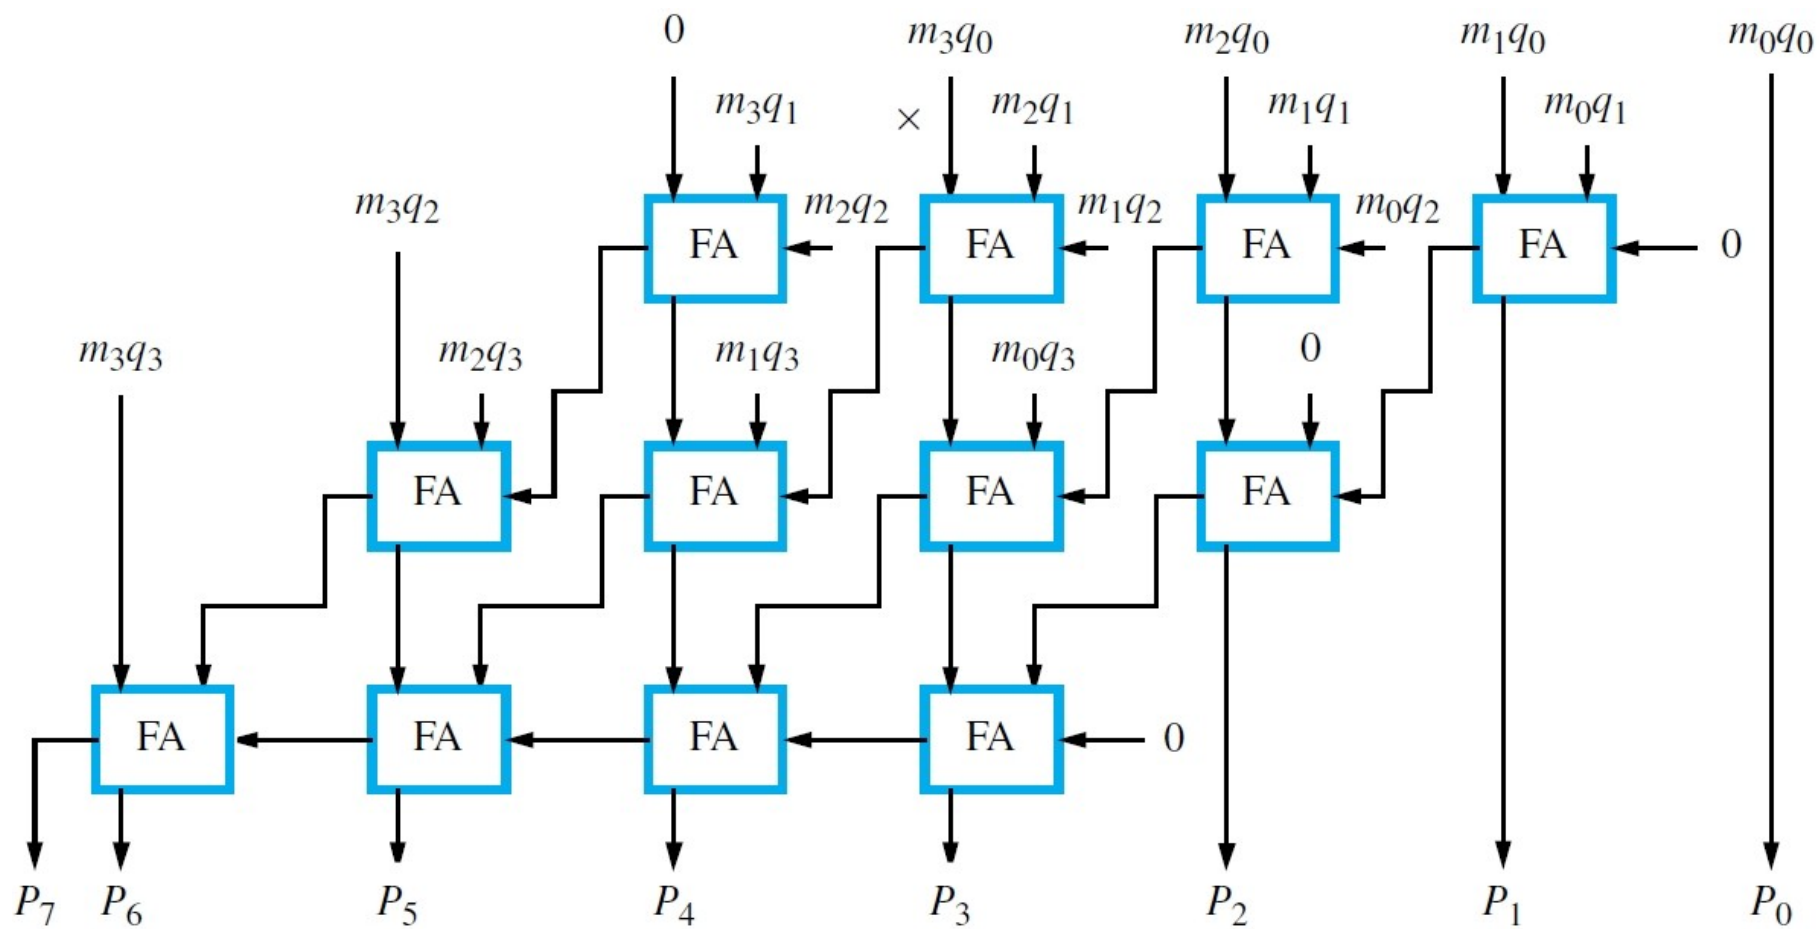 0 m₃q₀ m₂q₀ m₁q₀ m₀q₀
m₃q₁ × m₂q₁ m₁q₁ m₀q₁
m₃q₂ m₂q₂ m₁q₂ m₀q₂
FA FA FA FA 0
m₃q₃ m₂q₃ m₁q₃ m₀q₃ 0
FA FA FA FA
FA FA FA FA 0
P₇ P₆ P₅ P₄ P₃ P₂ P₁ P₀